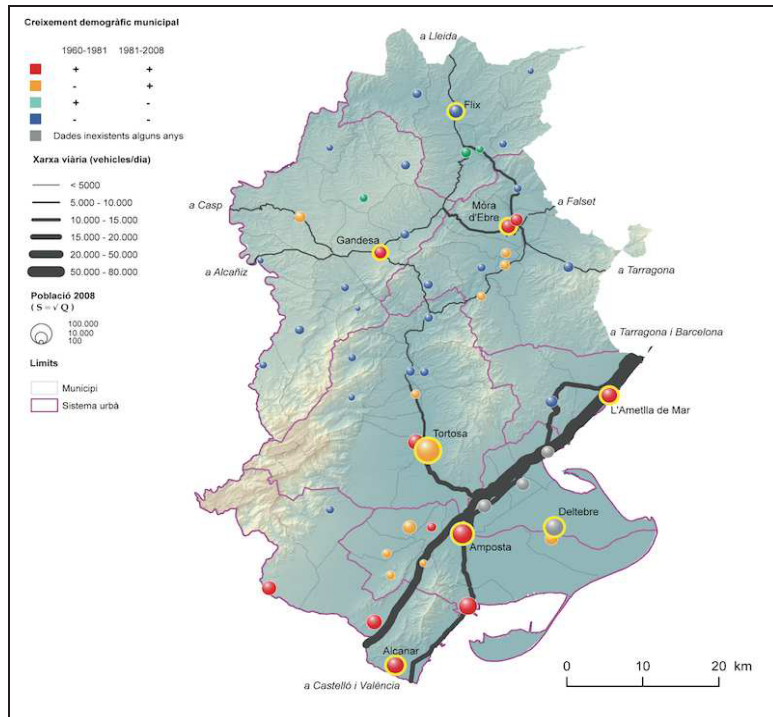 Creixement demogràfic municipal
1960-1981 1981-2008
+ +
- +
+ -
- -
Dades inexistents alguns anys
Xarxa viària (vehicles/dia)
< 5000
5.000 - 10.000
10.000 - 15.000
15.000 - 20.000
20.000 - 50.000
50.000 - 80.000
Població 2008
( S = √ Q )
100.000
10.000
100
Límits
Municipi
Sistema urbà
a Lleida
Flix
a Casp
Móra
d'Ebre
a Falset
Gandesa
a Alcañiz
a Tarragona
a Tarragona i Barcelona
L'Ametlla de Mar
Tortosa
Deltebre
Amposta
Alcanar
a Castelló i València
0 10 20 km